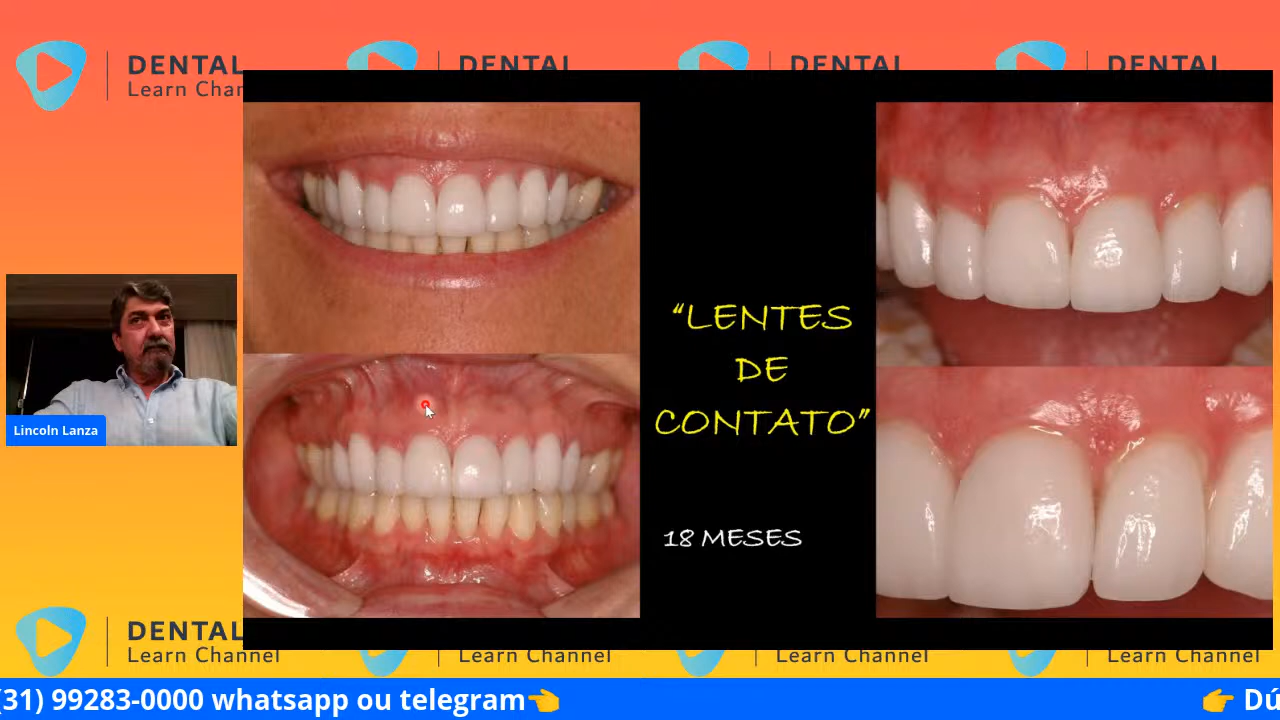 DENTAL
Learn Chan
DENTAL
DENTAL
DENTAL
“LENTES
DE
CONTATO”
18 MESES
Lincoln Lanza
DENTAL
Learn Channel
Learn Channel
Learn Channel
Learn Channel
(31) 99283-0000 whatsapp ou telegram👈
👉 Dú